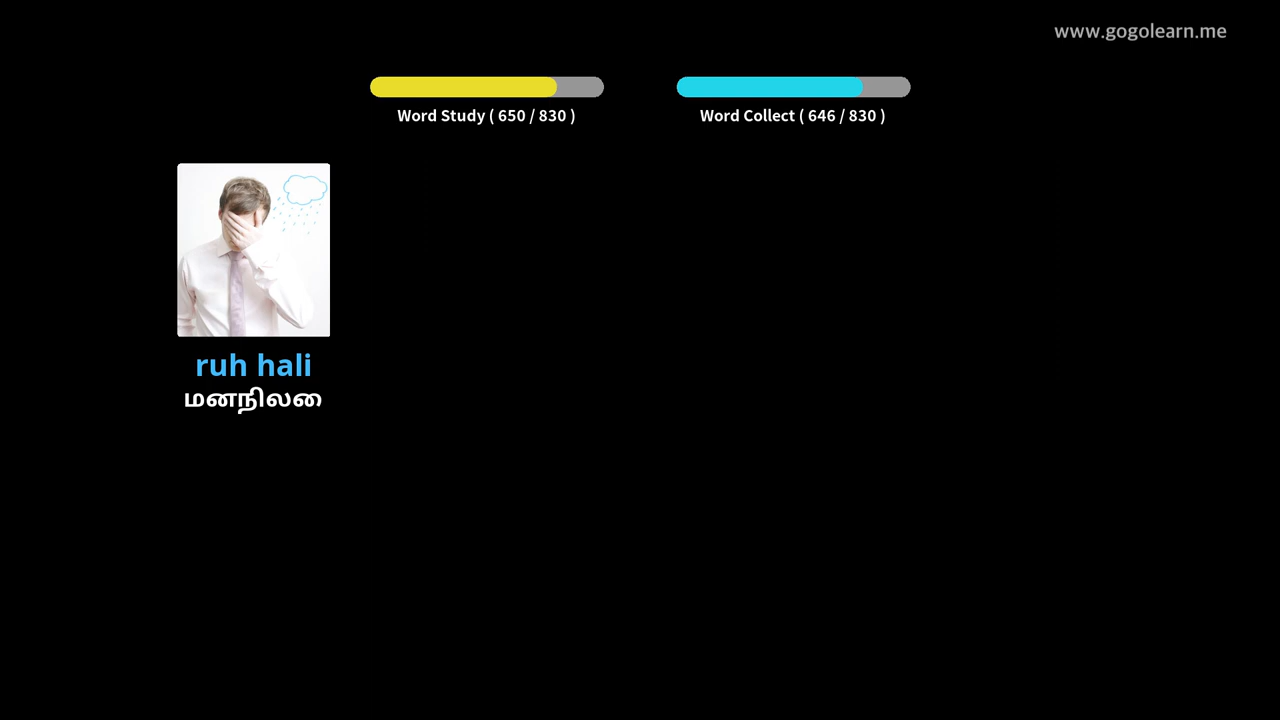 www.gogolearn.me
Word Study ( 650 / 830 )
Word Collect ( 646 / 830 )
ruh hali
மனநிலை